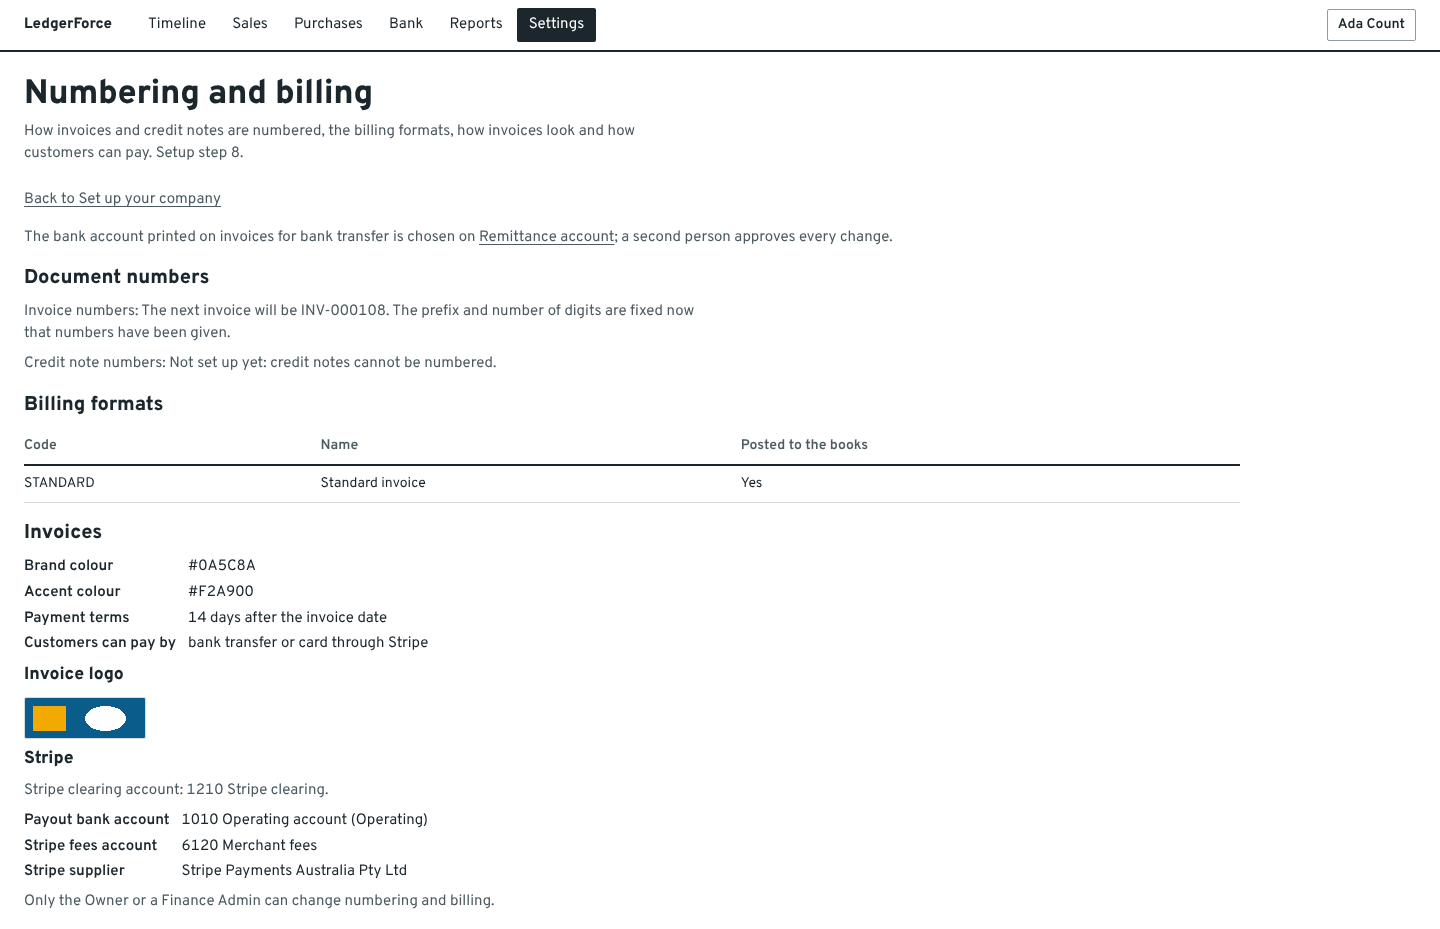 LedgerForce Timeline Sales Purchases Bank Reports Settings Ada Count
Numbering and billing
How invoices and credit notes are numbered, the billing formats, how invoices look and how
customers can pay. Setup step 8.
Back to Set up your company
The bank account printed on invoices for bank transfer is chosen on Remittance account; a second person approves every change.
Document numbers
Invoice numbers: The next invoice will be INV-000108. The prefix and number of digits are fixed now
that numbers have been given.
Credit note numbers: Not set up yet: credit notes cannot be numbered.
Billing formats
Code Name Posted to the books
STANDARD Standard invoice Yes
Invoices
Brand colour #0A5C8A
Accent colour #F2A900
Payment terms 14 days after the invoice date
Customers can pay by bank transfer or card through Stripe
Invoice logo
Stripe
Stripe clearing account: 1210 Stripe clearing.
Payout bank account 1010 Operating account (Operating)
Stripe fees account 6120 Merchant fees
Stripe supplier Stripe Payments Australia Pty Ltd
Only the Owner or a Finance Admin can change numbering and billing.